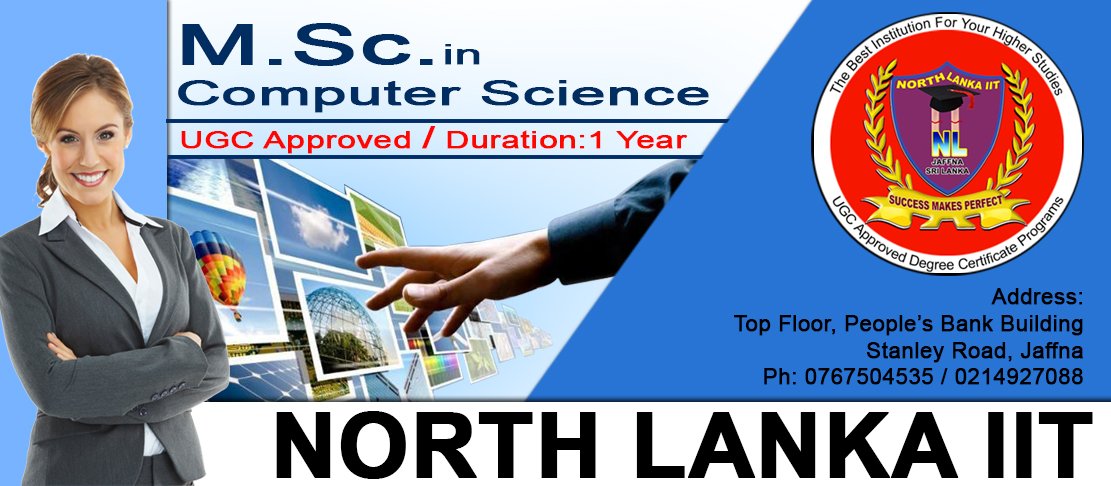 M.Sc. in
Computer Science
UGC Approved / Duration:1 Year
The Best Institution For Your Higher Studies
NORTH LANKA IIT
NL
JAFFNA
SRI LANKA
SUCCESS MAKES PERFECT
UGC Approved Degree Certificate Programs
Address:
Top Floor, People’s Bank Building
Stanley Road, Jaffna
Ph: 0767504535 / 0214927088
NORTH LANKA IIT